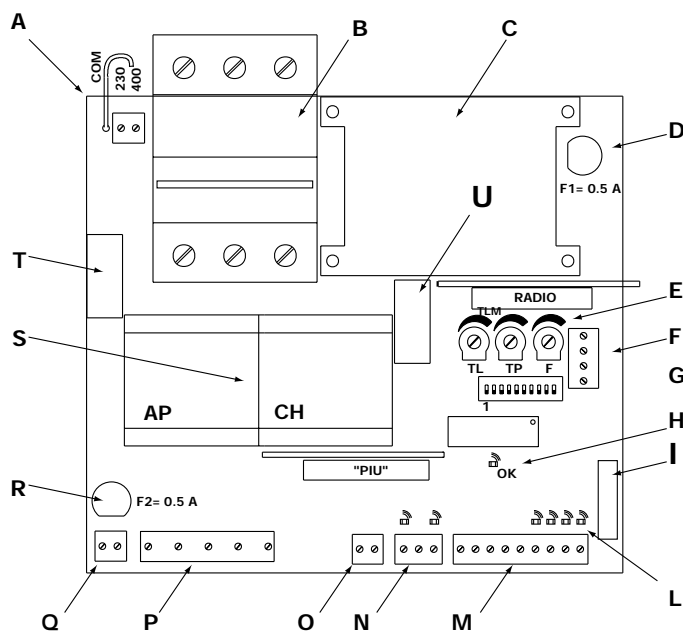 A
B
C
COM
230
400
D
F1= 0.5 A
U
T
RADIO
E
TLM
F
S
TL TP F
G
AP CH
1
H
"PIU"
OK
I
R
F2= 0.5 A
L
Q P O N M